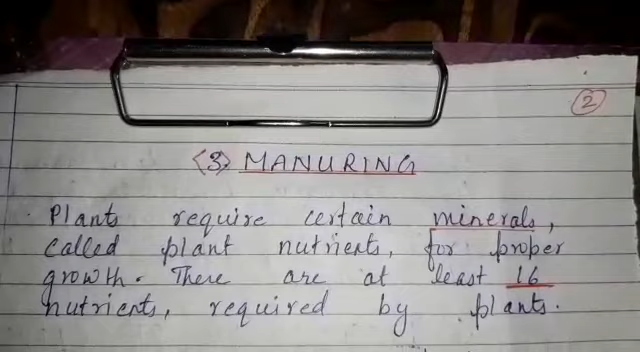 2
(3) MANURING
Plants require certain minerals,
called plant nutrients, for proper
growth. There are at least 16
nutrients, required by plants.